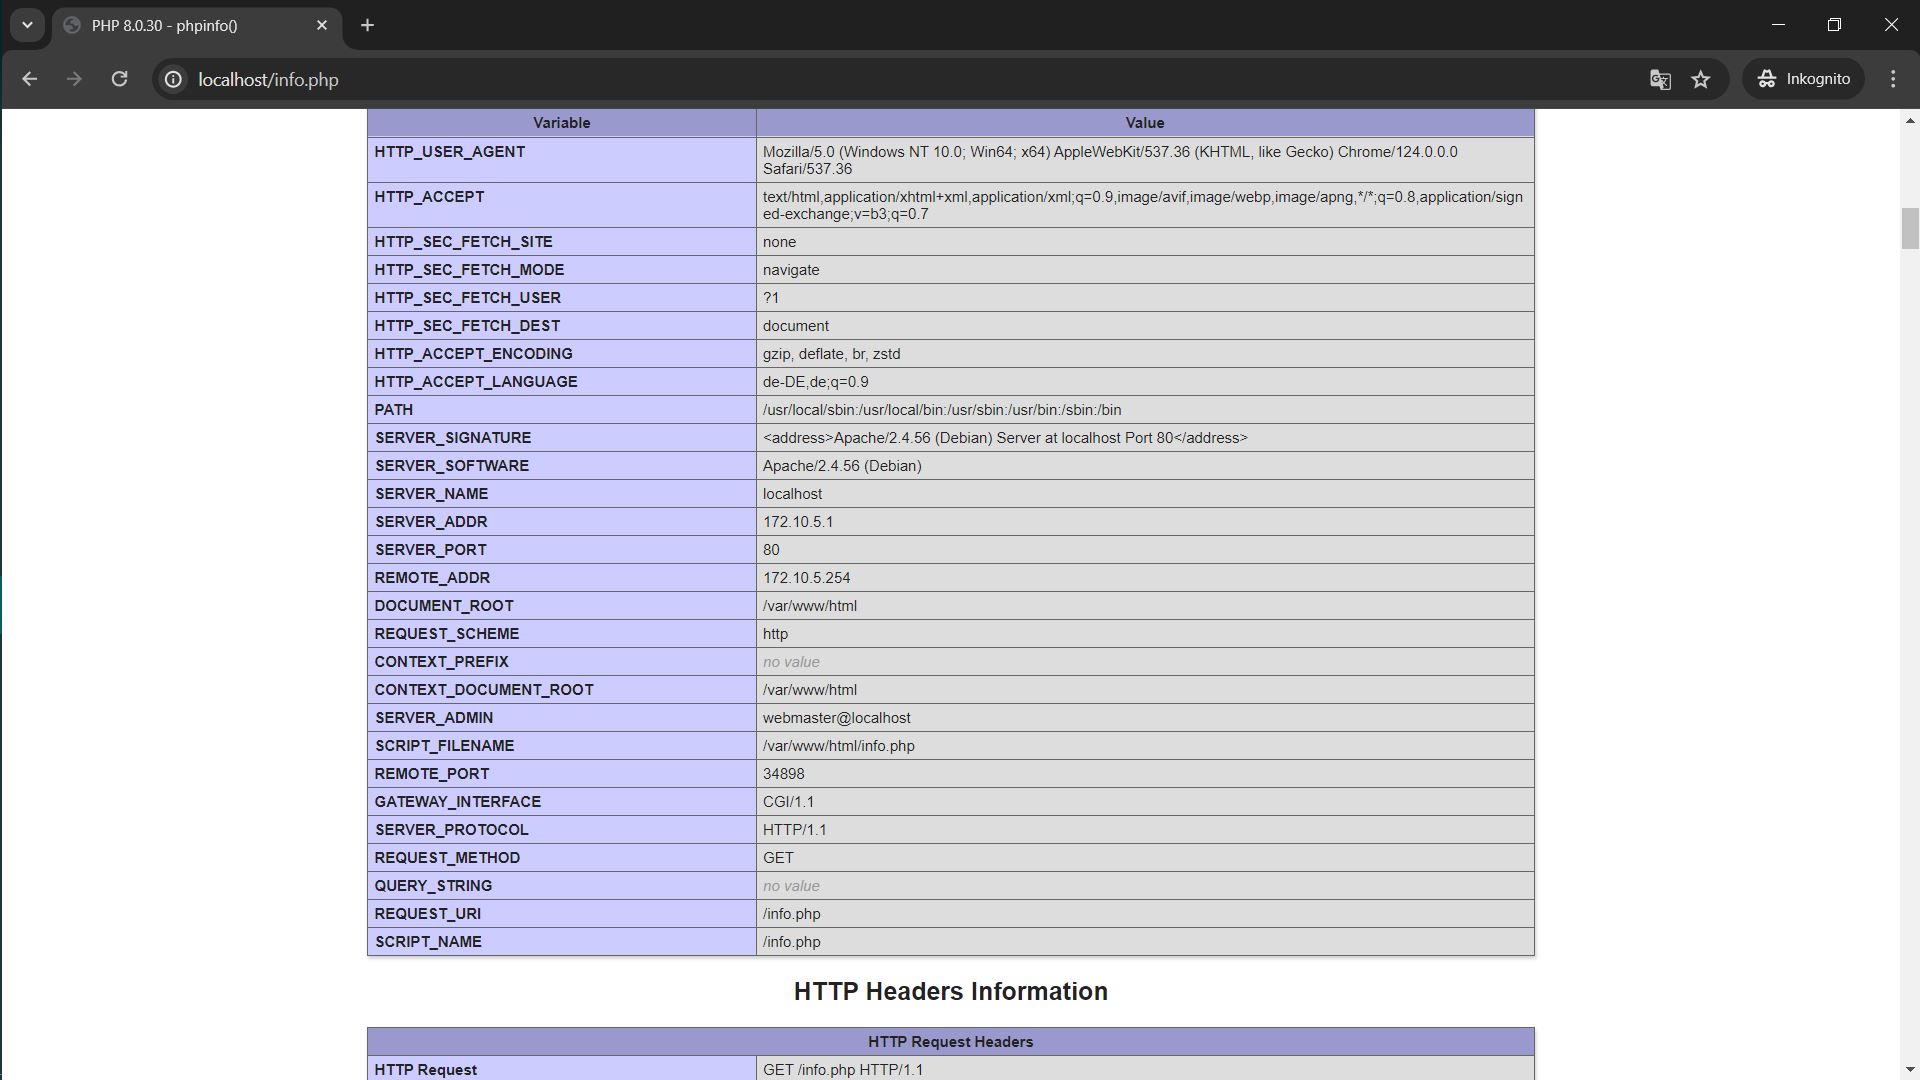 PHP 8.0.30 - phpinfo()
localhost/info.php
Inkognito
Variable Value
HTTP_USER_AGENT Mozilla/5.0 (Windows NT 10.0; Win64; x64) AppleWebKit/537.36 (KHTML, like Gecko) Chrome/124.0.0.0
Safari/537.36
HTTP_ACCEPT text/html,application/xhtml+xml,application/xml;q=0.9,image/avif,image/webp,image/apng,*/*;q=0.8,application/sign
ed-exchange;v=b3;q=0.7
HTTP_SEC_FETCH_SITE none
HTTP_SEC_FETCH_MODE navigate
HTTP_SEC_FETCH_USER ?1
HTTP_SEC_FETCH_DEST document
HTTP_ACCEPT_ENCODING gzip, deflate, br, zstd
HTTP_ACCEPT_LANGUAGE de-DE,de;q=0.9
PATH /usr/local/sbin:/usr/local/bin:/usr/sbin:/usr/bin:/sbin:/bin
SERVER_SIGNATURE <address>Apache/2.4.56 (Debian) Server at localhost Port 80</address>
SERVER_SOFTWARE Apache/2.4.56 (Debian)
SERVER_NAME localhost
SERVER_ADDR 172.10.5.1
SERVER_PORT 80
REMOTE_ADDR 172.10.5.254
DOCUMENT_ROOT /var/www/html
REQUEST_SCHEME http
CONTEXT_PREFIX no value
CONTEXT_DOCUMENT_ROOT /var/www/html
SERVER_ADMIN webmaster@localhost
SCRIPT_FILENAME /var/www/html/info.php
REMOTE_PORT 34898
GATEWAY_INTERFACE CGI/1.1
SERVER_PROTOCOL HTTP/1.1
REQUEST_METHOD GET
QUERY_STRING no value
REQUEST_URI /info.php
SCRIPT_NAME /info.php
HTTP Headers Information
HTTP Request Headers
HTTP Request GET /info.php HTTP/1.1